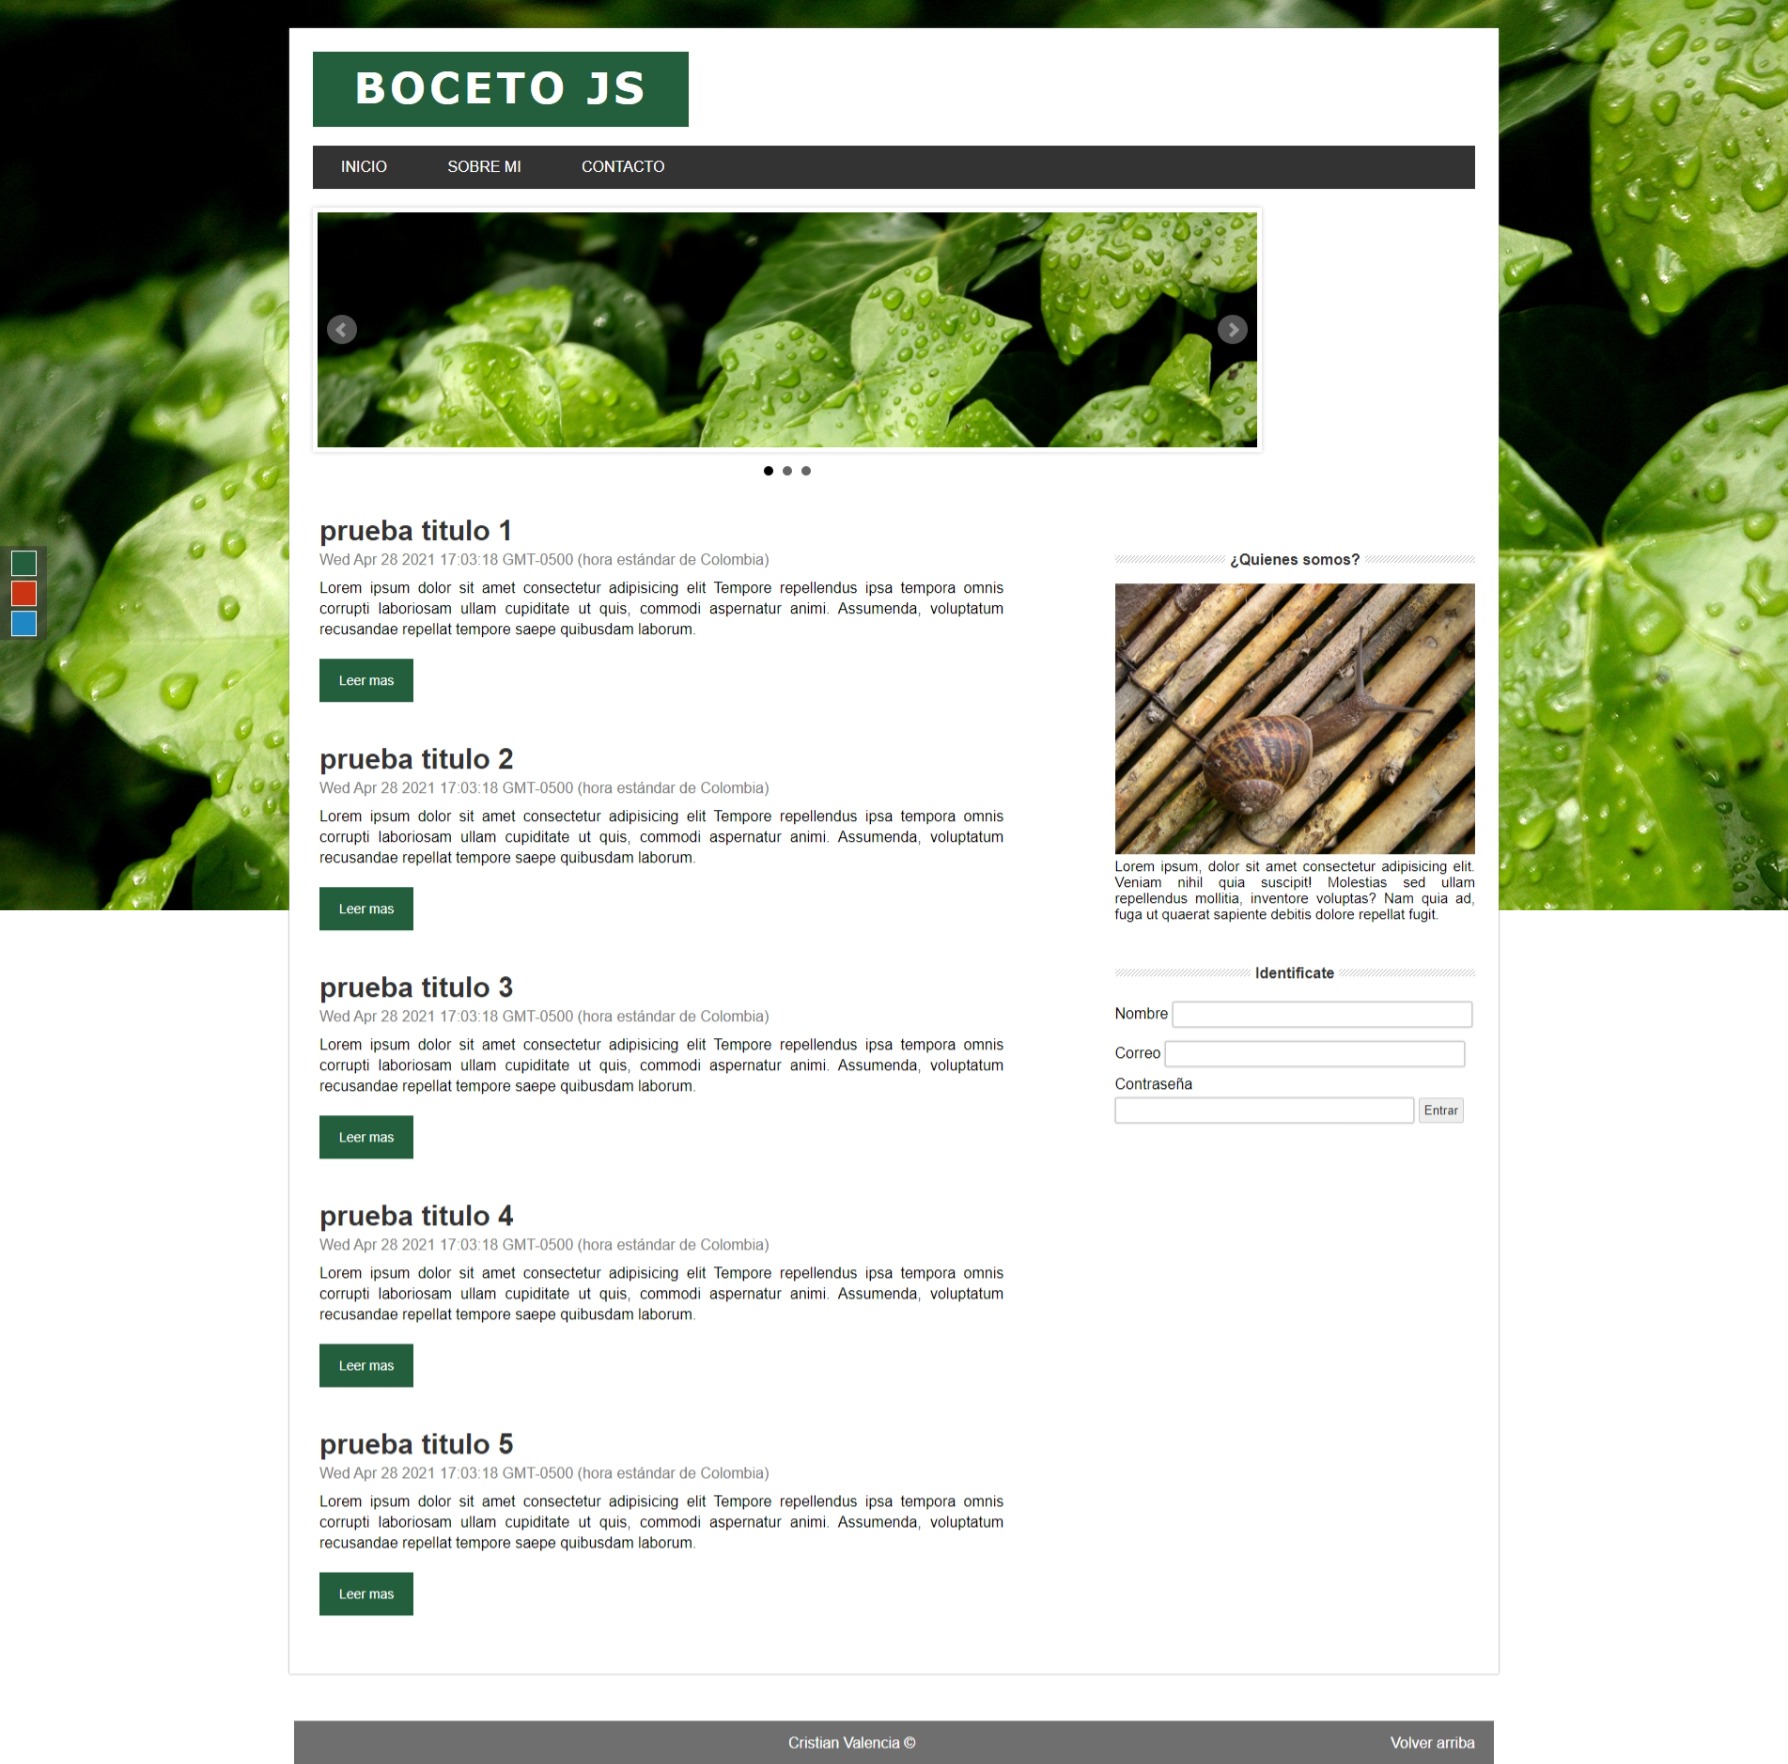 BOCETO JS
INICIO SOBRE MI CONTACTO
prueba titulo 1
Wed Apr 28 2021 17:03:18 GMT-0500 (hora estándar de Colombia)
Lorem ipsum dolor sit amet consectetur adipisicing elit Tempore repellendus ipsa tempora omnis
corrupti laboriosam ullam cupiditate ut quis, commodi aspernatur animi. Assumenda, voluptatum
recusandae repellat tempore saepe quibusdam laborum.
Leer mas
prueba titulo 2
Wed Apr 28 2021 17:03:18 GMT-0500 (hora estándar de Colombia)
Lorem ipsum dolor sit amet consectetur adipisicing elit Tempore repellendus ipsa tempora omnis
corrupti laboriosam ullam cupiditate ut quis, commodi aspernatur animi. Assumenda, voluptatum
recusandae repellat tempore saepe quibusdam laborum.
Leer mas
prueba titulo 3
Wed Apr 28 2021 17:03:18 GMT-0500 (hora estándar de Colombia)
Lorem ipsum dolor sit amet consectetur adipisicing elit Tempore repellendus ipsa tempora omnis
corrupti laboriosam ullam cupiditate ut quis, commodi aspernatur animi. Assumenda, voluptatum
recusandae repellat tempore saepe quibusdam laborum.
Leer mas
prueba titulo 4
Wed Apr 28 2021 17:03:18 GMT-0500 (hora estándar de Colombia)
Lorem ipsum dolor sit amet consectetur adipisicing elit Tempore repellendus ipsa tempora omnis
corrupti laboriosam ullam cupiditate ut quis, commodi aspernatur animi. Assumenda, voluptatum
recusandae repellat tempore saepe quibusdam laborum.
Leer mas
prueba titulo 5
Wed Apr 28 2021 17:03:18 GMT-0500 (hora estándar de Colombia)
Lorem ipsum dolor sit amet consectetur adipisicing elit Tempore repellendus ipsa tempora omnis
corrupti laboriosam ullam cupiditate ut quis, commodi aspernatur animi. Assumenda, voluptatum
recusandae repellat tempore saepe quibusdam laborum.
Leer mas
¿Quienes somos?
Lorem ipsum, dolor sit amet consectetur adipisicing elit.
Veniam nihil quia suscipit! Molestias sed ullam
repellendus mollitia, inventore voluptas? Nam quia ad,
fuga ut quaerat sapiente debitis dolore repellat fugit.
Identificate
Nombre
Correo
Contraseña
Entrar
Cristian Valencia © Volver arriba